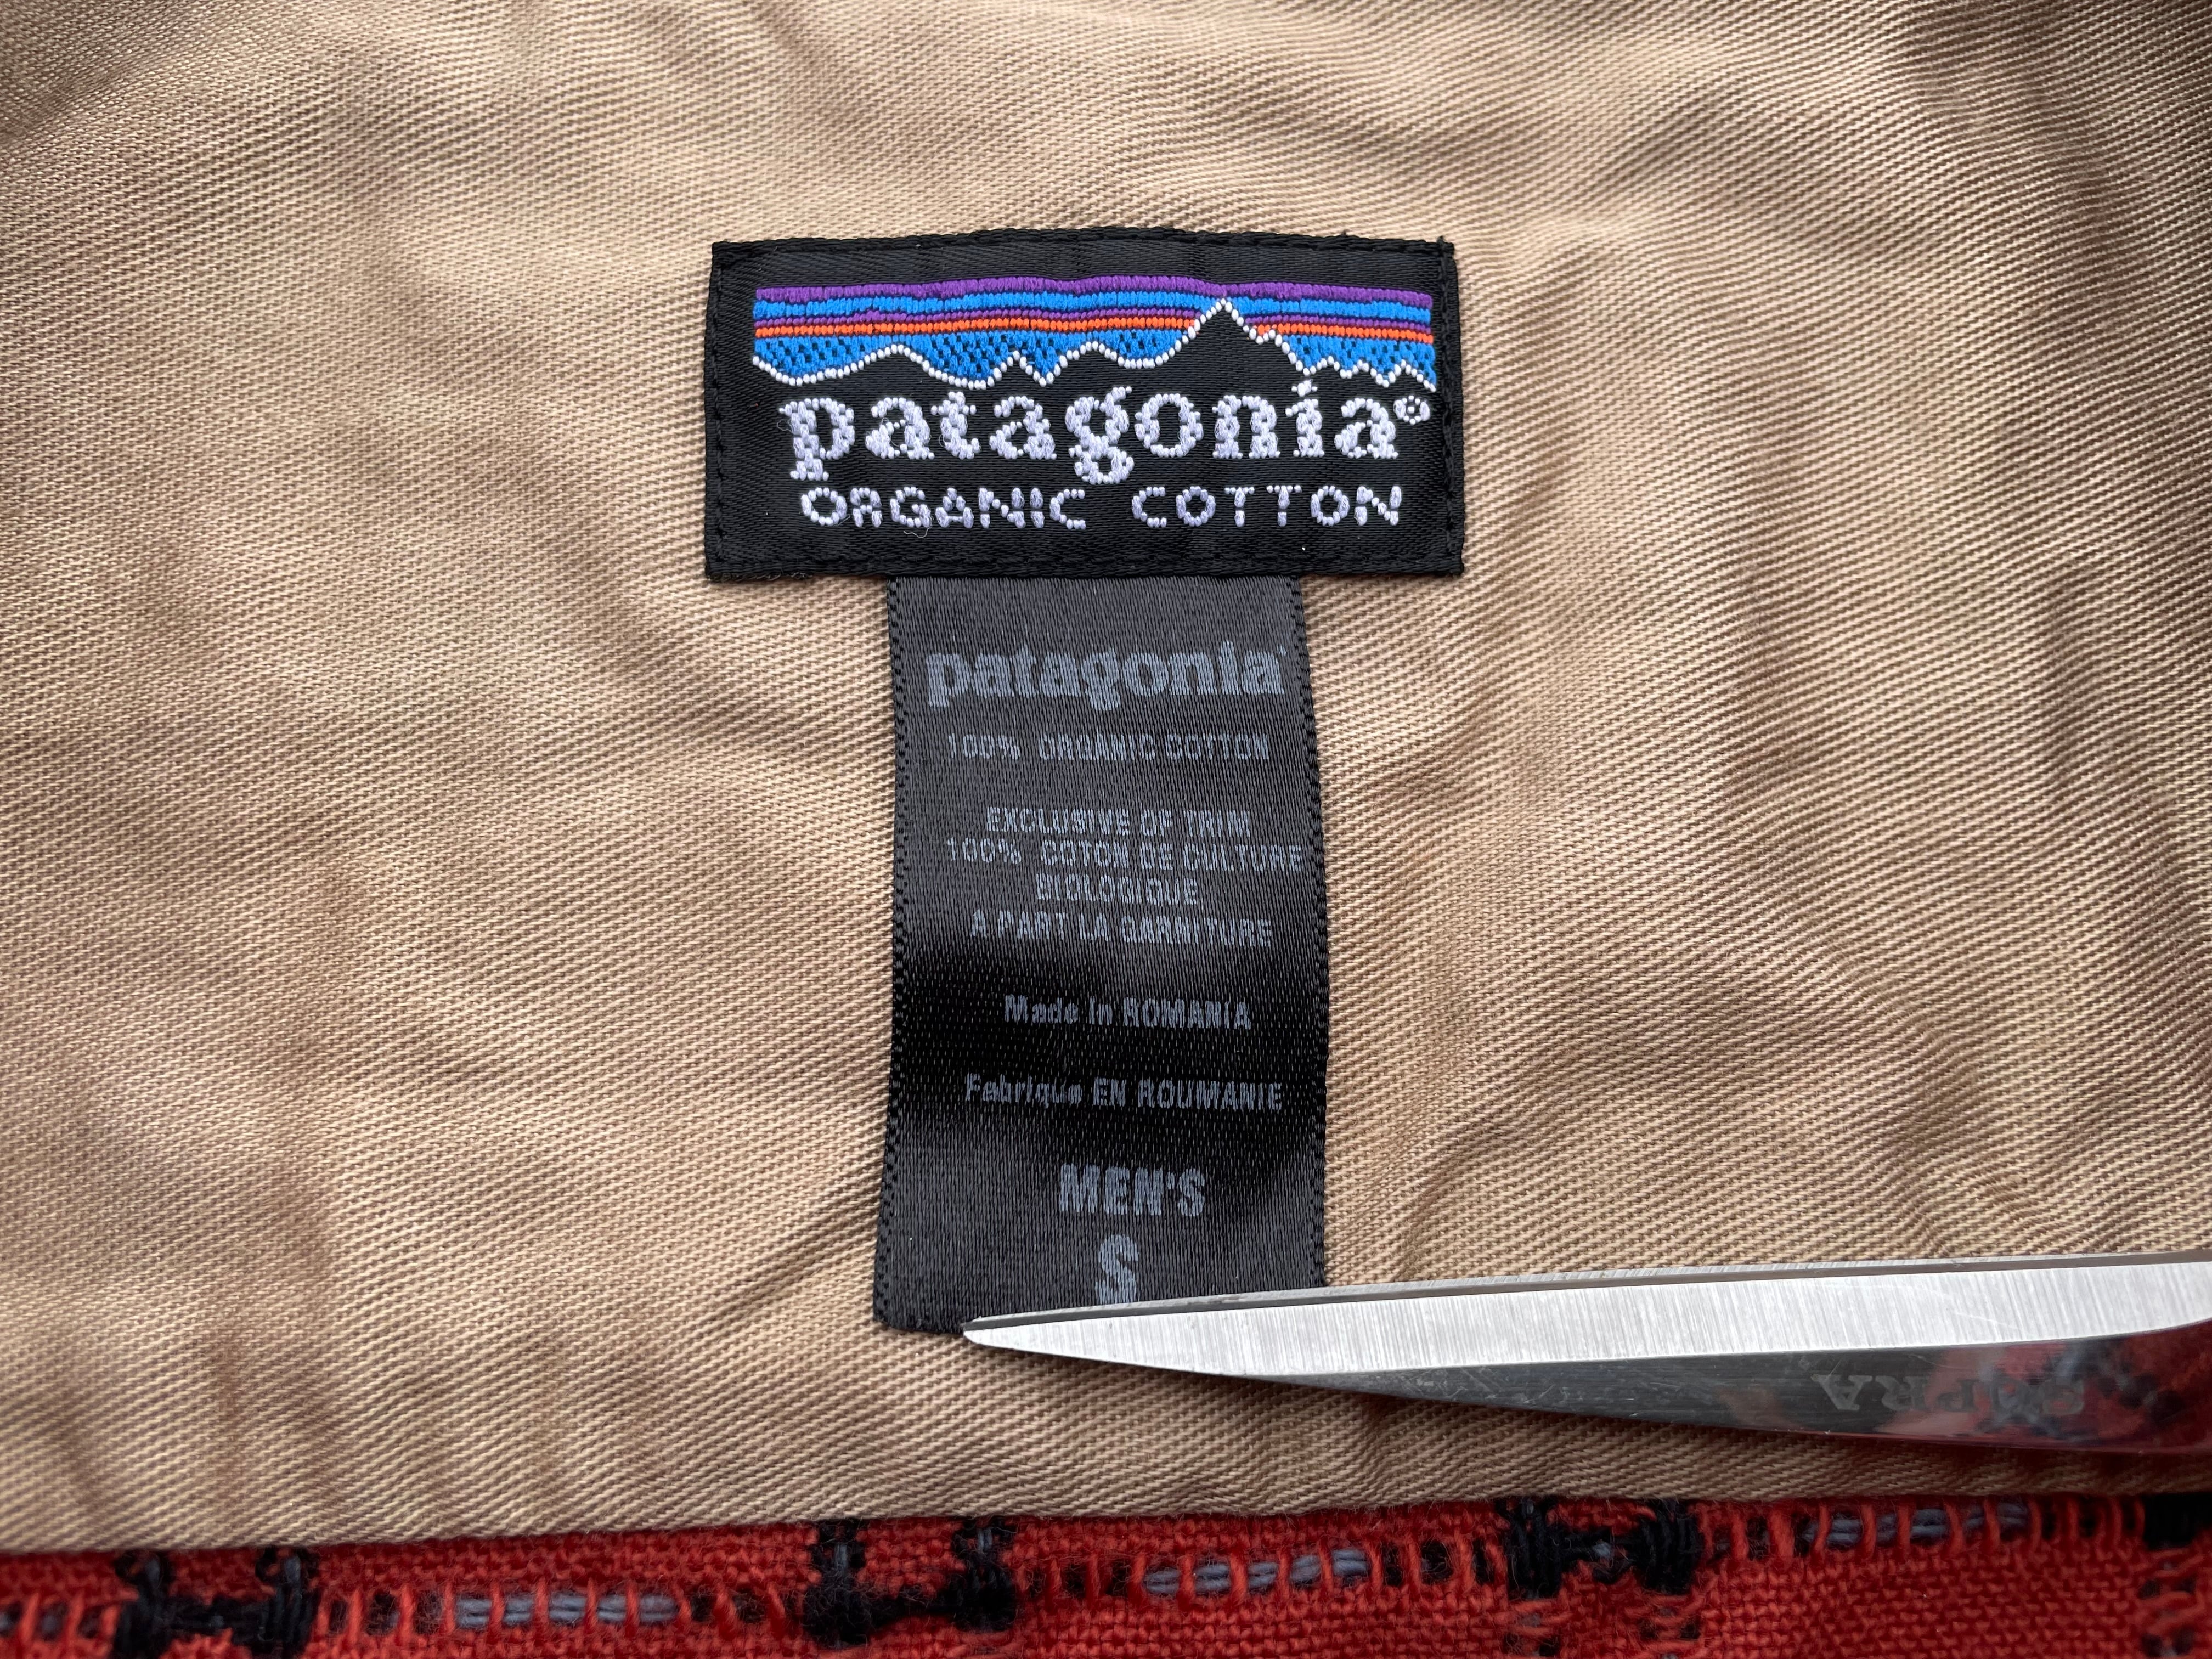 patagonia®
ORGANIC COTTON
patagonia®
100% ORGANIC COTTON
EXCLUSIVE OF TRIM
100% COTON DE CULTURE
BIOLOGIQUE
A PART LA GARNITURE
Made in ROMANIA
Fabrique EN ROUMANIE
MEN'S
S
SUPRA